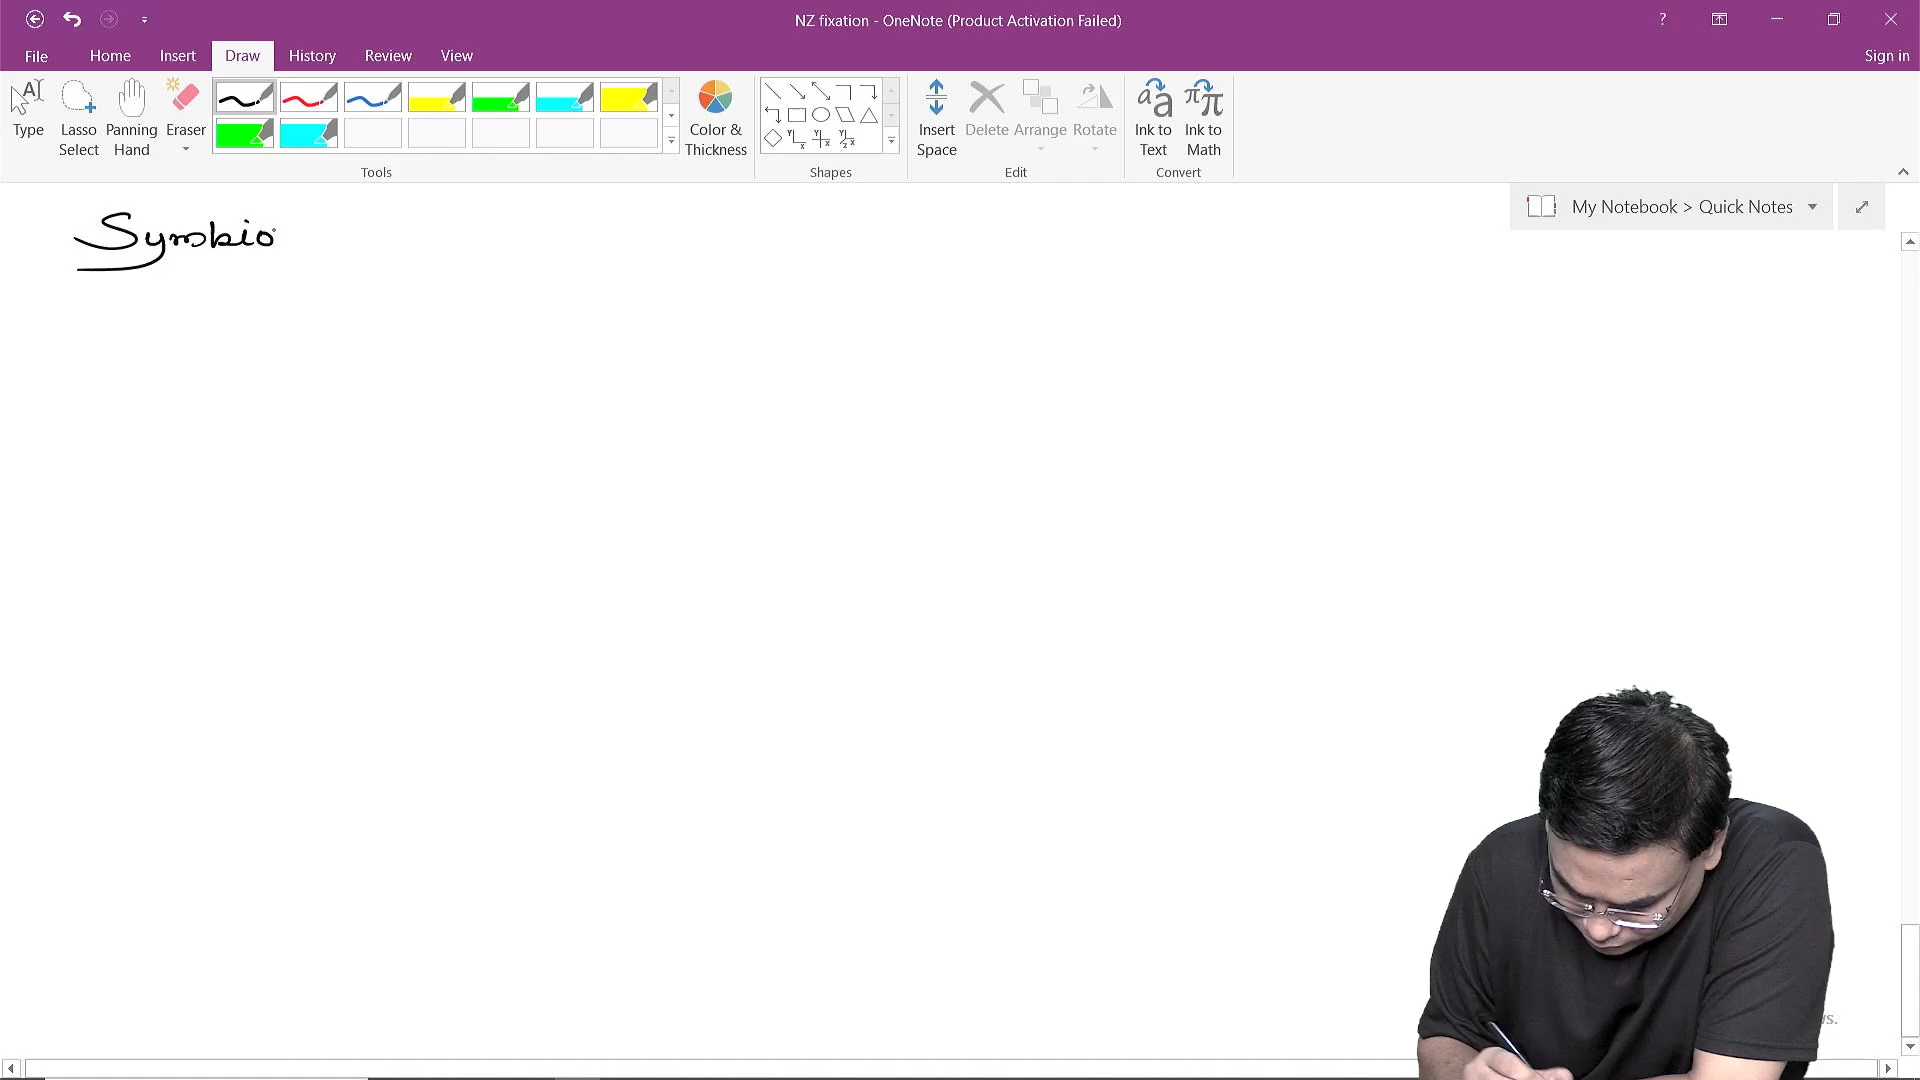 NZ fixation - OneNote (Product Activation Failed)
?
File Home Insert Draw History Review View
Sign in
Type
Lasso Select
Panning Hand
Eraser
Color & Thickness
Insert Space
Delete
Arrange
Rotate
Ink to Text
Ink to Math
Tools
Shapes
Edit
Convert
My Notebook > Quick Notes
Symbio